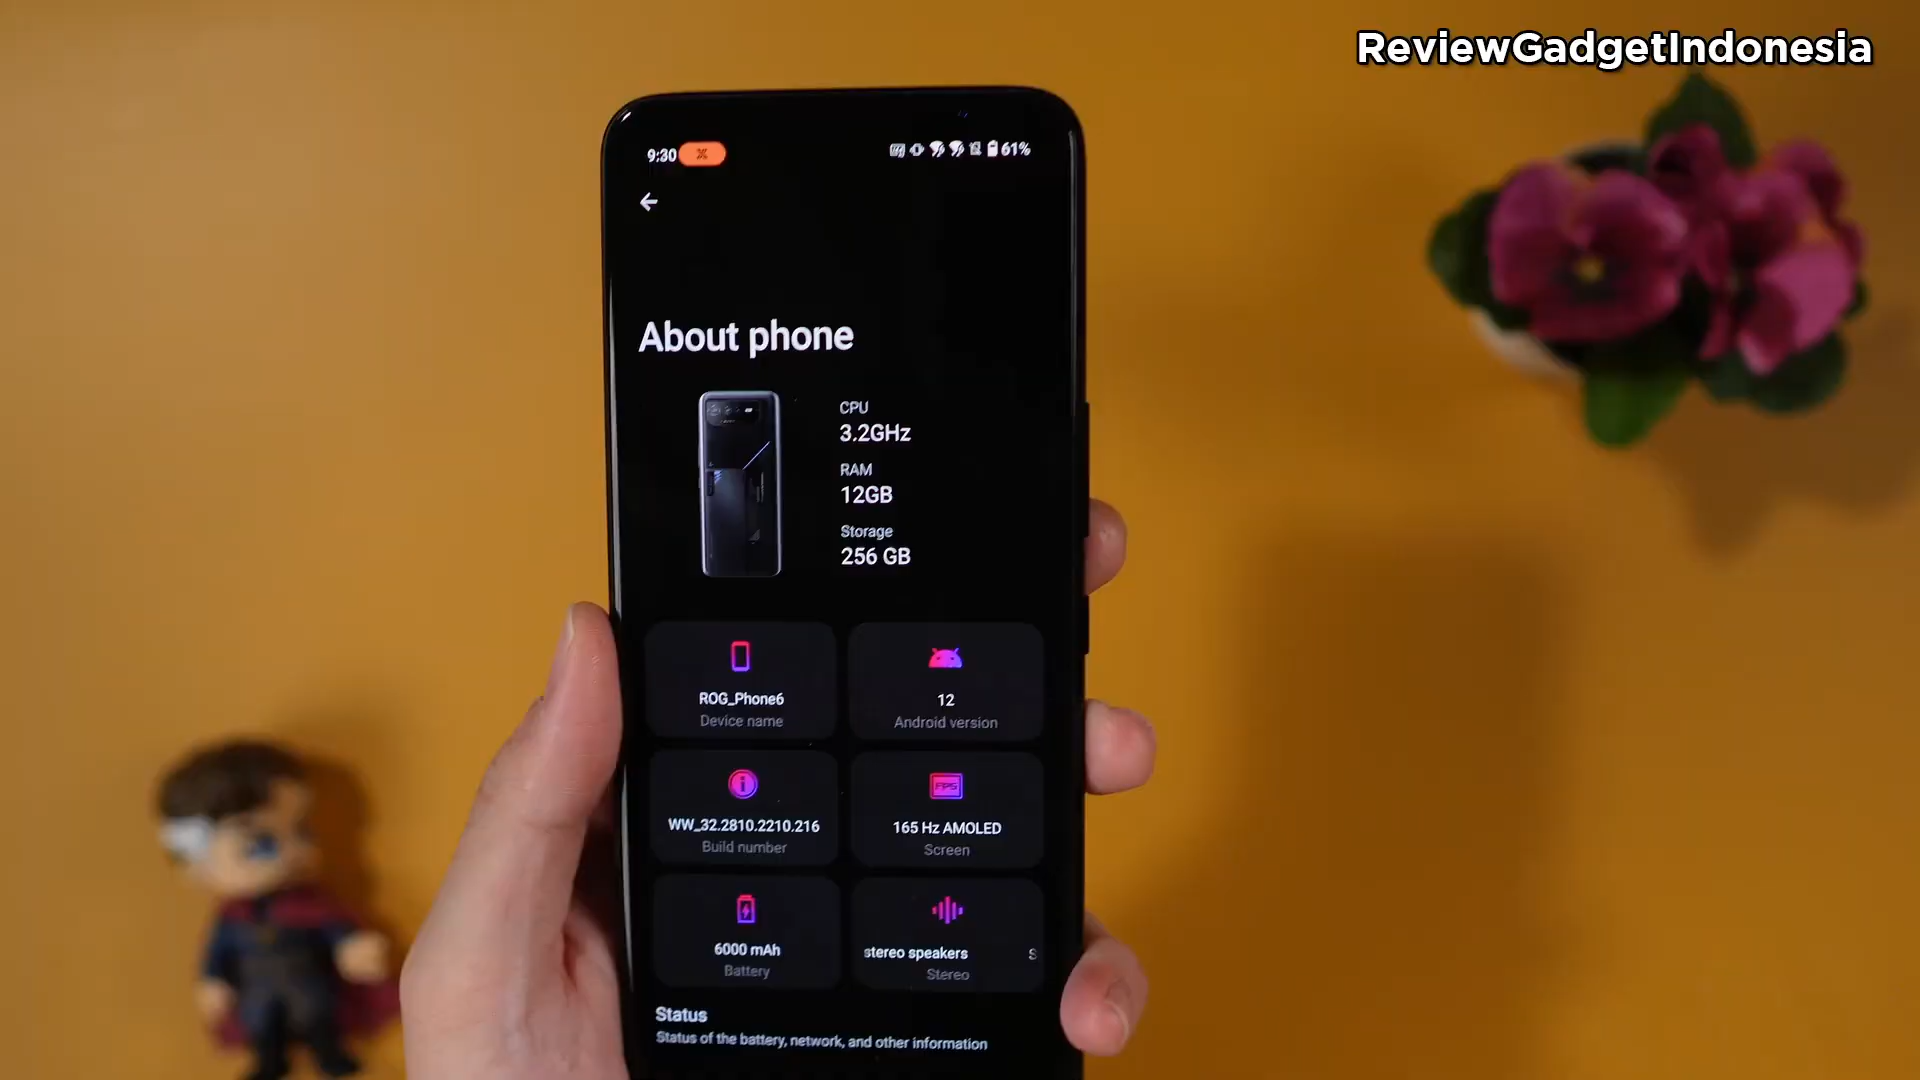 ReviewGadgetIndonesia
9:30
61%
About phone
CPU
3.2GHz
RAM
12GB
Storage
256 GB
ROG_Phone6
Device name
12
Android version
WW_32.2810.2210.216
Build number
FPS
165 Hz AMOLED
Screen
6000 mAh
Battery
stereo speakers S
Stereo
Status
Status of the battery, network, and other information